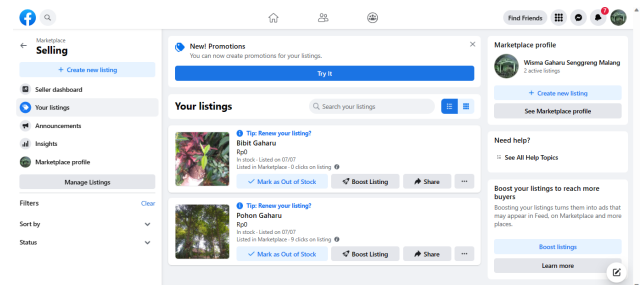 Find Friends
7
Marketplace
Selling
+ Create new listing
Seller dashboard
Your listings
Announcements
Insights
Marketplace profile
Manage Listings
Filters
Clear
Sort by
Status
New! Promotions
You can now create promotions for your listings.
Try It
Your listings
Search your listings
Tip: Renew your listing?
Bibit Gaharu
Rp0
In stock · Listed on 07/07
Listed in Marketplace · 0 clicks on listing
Mark as Out of Stock
Boost Listing
Share
Tip: Renew your listing?
Pohon Gaharu
Rp0
In stock · Listed on 07/07
Listed in Marketplace · 9 clicks on listing
Mark as Out of Stock
Boost Listing
Share
Marketplace profile
Wisma Gaharu Senggreng Malang
2 active listings
+ Create new listing
See Marketplace profile
Need help?
See All Help Topics
Boost your listings to reach more
buyers
Boosting your listings turns them into ads that
may appear in Feed, on Marketplace and more
places.
Boost listings
Learn more